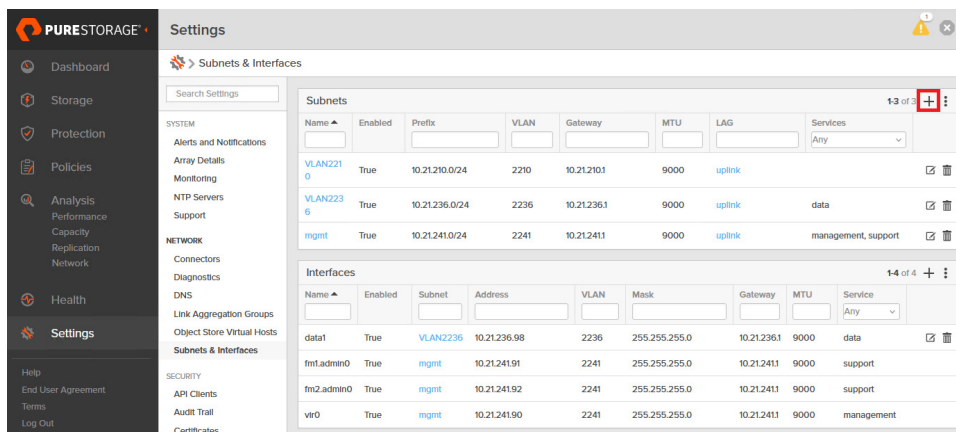 PURESTORAGE®
Settings
1
Dashboard
Storage
Protection
Policies
Analysis
Performance
Capacity
Replication
Network
Health
Settings
Help
End User Agreement
Terms
Log Out
Subnets & Interfaces
Search Settings
SYSTEM
Alerts and Notifications
Array Details
Monitoring
NTP Servers
Support
NETWORK
Connectors
Diagnostics
DNS
Link Aggregation Groups
Object Store Virtual Hosts
Subnets & Interfaces
SECURITY
API Clients
Audit Trail
Certificates
Subnets 1-3 of 3
Name Enabled Prefix VLAN Gateway MTU LAG Services
Any
VLAN221
0 True 10.21.210.0/24 2210 10.21.210.1 9000 uplink
VLAN223
6 True 10.21.236.0/24 2236 10.21.236.1 9000 uplink data
mgmt True 10.21.241.0/24 2241 10.21.241.1 9000 uplink management, support
Interfaces 1-4 of 4
Name Enabled Subnet Address VLAN Mask Gateway MTU Service
Any
data1 True VLAN2236 10.21.236.98 2236 255.255.255.0 10.21.236.1 9000 data
fm1.admin0 True mgmt 10.21.241.91 2241 255.255.255.0 10.21.241.1 9000 support
fm2.admin0 True mgmt 10.21.241.92 2241 255.255.255.0 10.21.241.1 9000 support
vir0 True mgmt 10.21.241.90 2241 255.255.255.0 10.21.241.1 9000 management